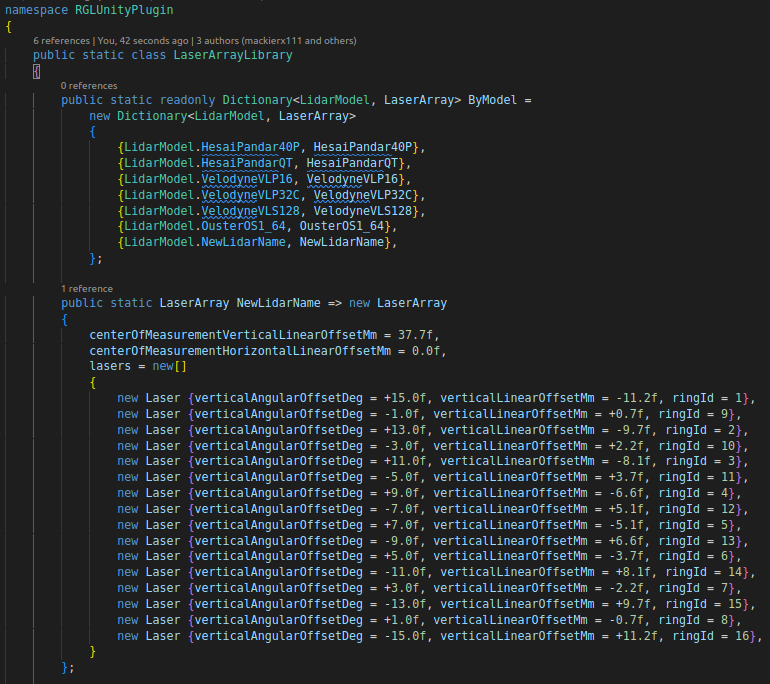 namespace RGLUnityPlugin
{
6 references | You, 42 seconds ago | 3 authors (mackierx111 and others)
public static class LaserArrayLibrary
{
0 references
public static readonly Dictionary<LidarModel, LaserArray> ByModel =
new Dictionary<LidarModel, LaserArray>
{
{LidarModel.HesaiPandar40P, HesaiPandar40P},
{LidarModel.HesaiPandarQT, HesaiPandarQT},
{LidarModel.VelodyneVLP16, VelodyneVLP16},
{LidarModel.VelodyneVLP32C, VelodyneVLP32C},
{LidarModel.VelodyneVLS128, VelodyneVLS128},
{LidarModel.OusterOS1_64, OusterOS1_64},
{LidarModel.NewLidarName, NewLidarName},
};
1 reference
public static LaserArray NewLidarName => new LaserArray
{
centerOfMeasurementVerticalLinearOffsetMm = 37.7f,
centerOfMeasurementHorizontalLinearOffsetMm = 0.0f,
lasers = new[]
{
new Laser {verticalAngularOffsetDeg = +15.0f, verticalLinearOffsetMm = -11.2f, ringId = 1},
new Laser {verticalAngularOffsetDeg = -1.0f, verticalLinearOffsetMm = +0.7f, ringId = 9},
new Laser {verticalAngularOffsetDeg = +13.0f, verticalLinearOffsetMm = -9.7f, ringId = 2},
new Laser {verticalAngularOffsetDeg = -3.0f, verticalLinearOffsetMm = +2.2f, ringId = 10},
new Laser {verticalAngularOffsetDeg = +11.0f, verticalLinearOffsetMm = -8.1f, ringId = 3},
new Laser {verticalAngularOffsetDeg = -5.0f, verticalLinearOffsetMm = +3.7f, ringId = 11},
new Laser {verticalAngularOffsetDeg = +9.0f, verticalLinearOffsetMm = -6.6f, ringId = 4},
new Laser {verticalAngularOffsetDeg = -7.0f, verticalLinearOffsetMm = +5.1f, ringId = 12},
new Laser {verticalAngularOffsetDeg = +7.0f, verticalLinearOffsetMm = -5.1f, ringId = 5},
new Laser {verticalAngularOffsetDeg = -9.0f, verticalLinearOffsetMm = +6.6f, ringId = 13},
new Laser {verticalAngularOffsetDeg = +5.0f, verticalLinearOffsetMm = -3.7f, ringId = 6},
new Laser {verticalAngularOffsetDeg = -11.0f, verticalLinearOffsetMm = +8.1f, ringId = 14},
new Laser {verticalAngularOffsetDeg = +3.0f, verticalLinearOffsetMm = -2.2f, ringId = 7},
new Laser {verticalAngularOffsetDeg = -13.0f, verticalLinearOffsetMm = +9.7f, ringId = 15},
new Laser {verticalAngularOffsetDeg = +1.0f, verticalLinearOffsetMm = -0.7f, ringId = 8},
new Laser {verticalAngularOffsetDeg = -15.0f, verticalLinearOffsetMm = +11.2f, ringId = 16},
}
};